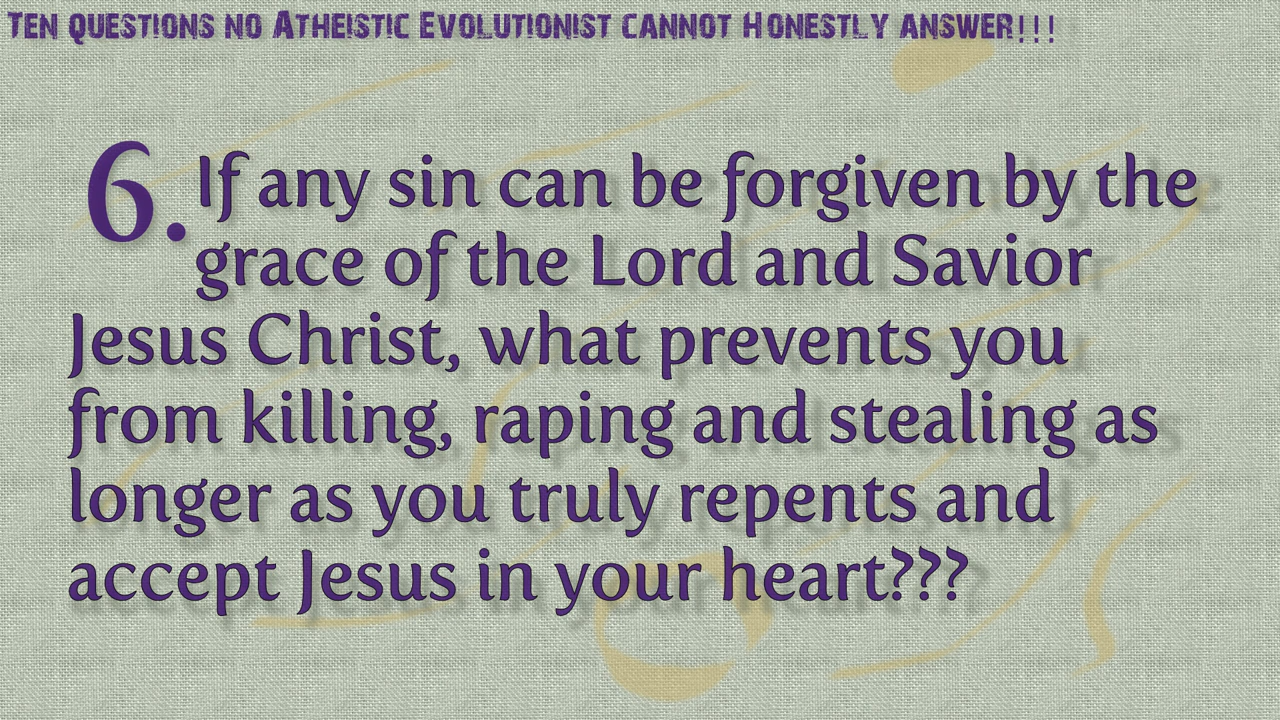 Ten questions no Atheistic Evolutionist cannot Honestly answer!!!
6. If any sin can be forgiven by the
grace of the Lord and Savior
Jesus Christ, what prevents you
from killing, raping and stealing as
longer as you truly repents and
accept Jesus in your heart???